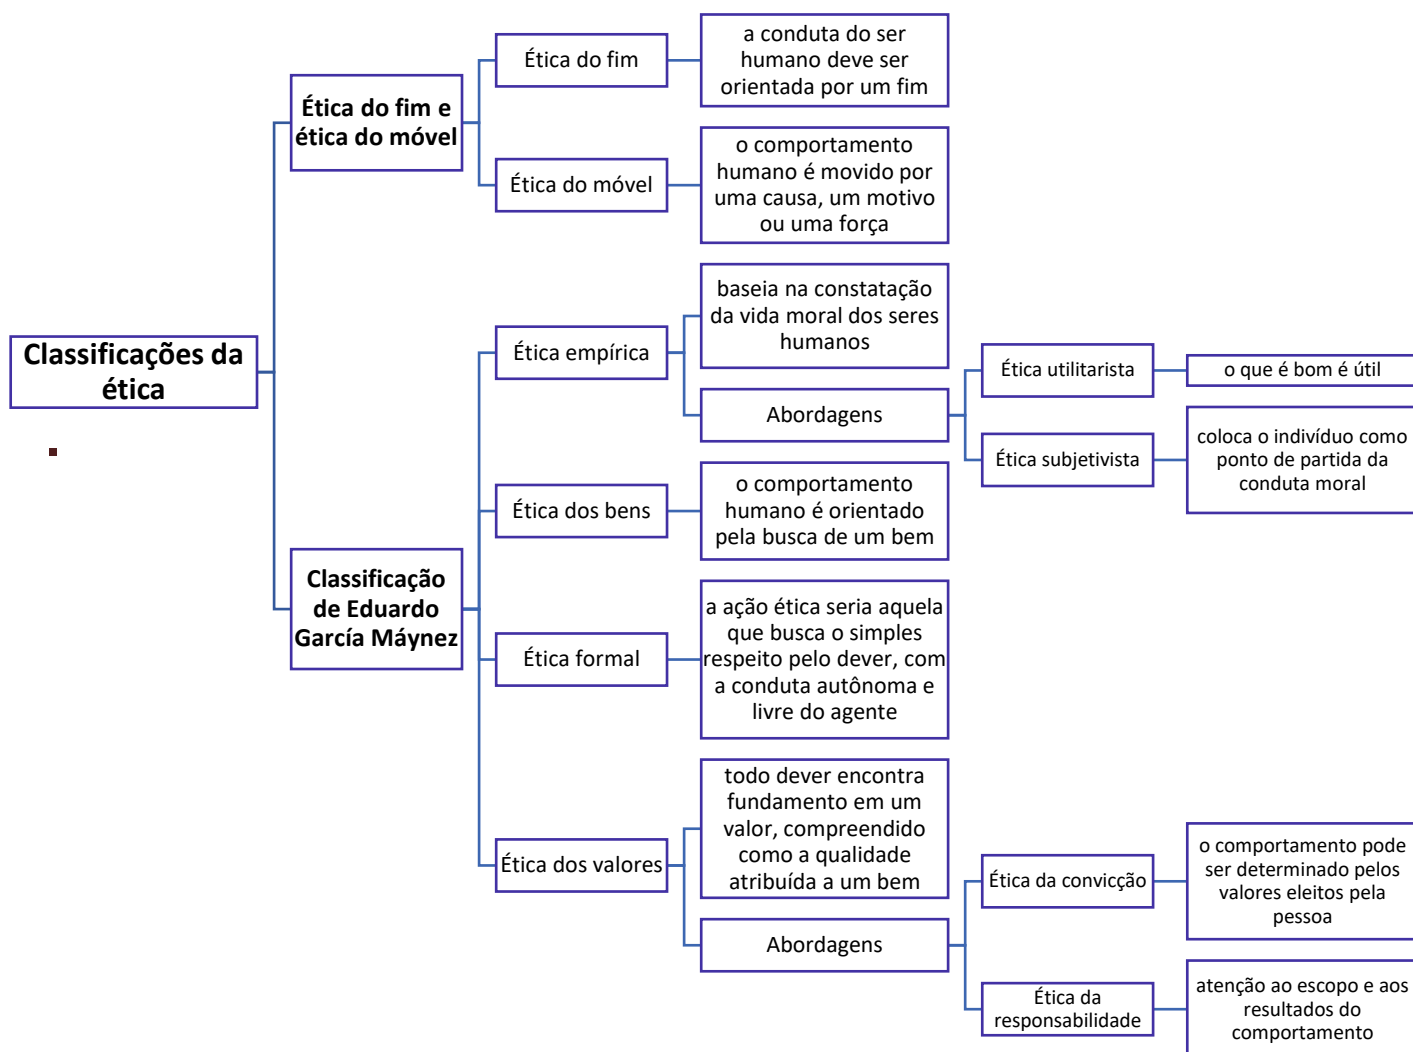 Classificações da
ética
Ética do fim e
ética do móvel
Ética do fim
a conduta do ser
humano deve ser
orientada por um fim
Ética do móvel
o comportamento
humano é movido por
uma causa, um motivo
ou uma força
Classificação
de Eduardo
García Máynez
Ética empírica
baseia na constatação
da vida moral dos seres
humanos
Abordagens
Ética utilitarista
o que é bom é útil
Ética subjetivista
coloca o indivíduo como
ponto de partida da
conduta moral
Ética dos bens
o comportamento
humano é orientado
pela busca de um bem
Ética formal
a ação ética seria aquela
que busca o simples
respeito pelo dever, com
a conduta autônoma e
livre do agente
Ética dos valores
todo dever encontra
fundamento em um
valor, compreendido
como a qualidade
atribuída a um bem
Abordagens
Ética da convicção
o comportamento pode
ser determinado pelos
valores eleitos pela
pessoa
Ética da
responsabilidade
atenção ao escopo e aos
resultados do
comportamento